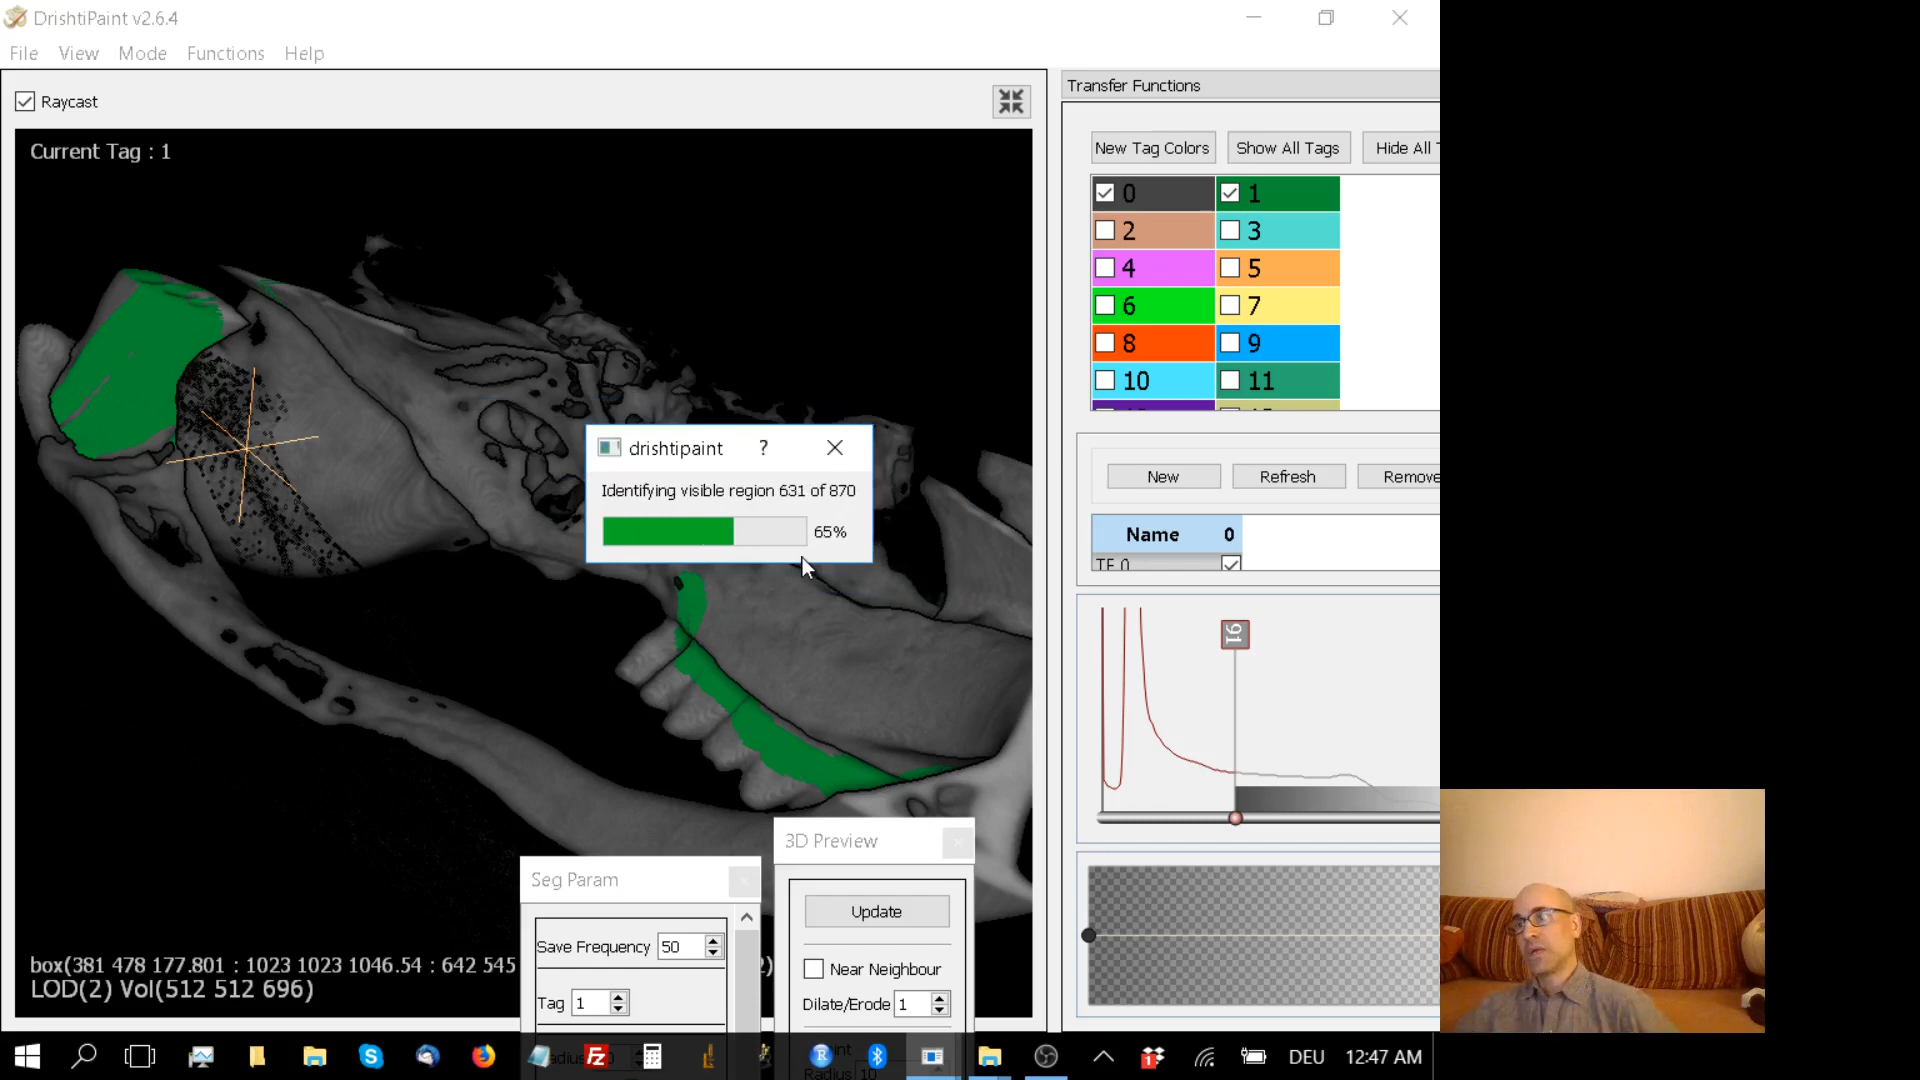 DrishtiPaint v2.6.4
File View Mode Functions Help
Raycast
Current Tag : 1
Transfer Functions
New Tag Colors Show All Tags Hide All
0 1
2 3
4 5
6 7
8 9
10 11
drishtipaint ?
Identifying visible region 631 of 870
65%
New Refresh Remove
Name 0
TF 0
91
3D Preview
Update
Near Neighbour
Dilate/Erode 1
Radius 10
Seg Param
Save Frequency 50
Tag 1
box(381 478 177.801 : 1023 1023 1046.54 : 642 545
LOD(2) Vol(512 512 696)
DEU 12:47 AM